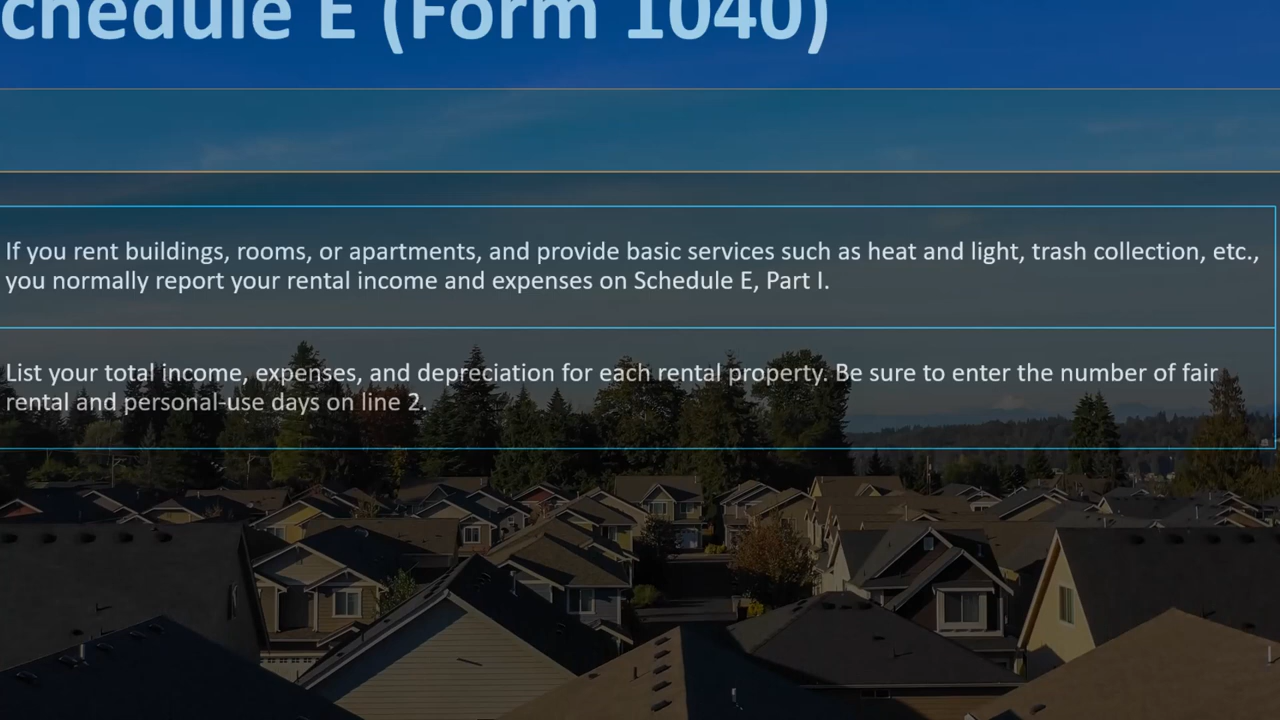 chedule E (Form 1040)
If you rent buildings, rooms, or apartments, and provide basic services such as heat and light, trash collection, etc.,
you normally report your rental income and expenses on Schedule E, Part I.
List your total income, expenses, and depreciation for each rental property. Be sure to enter the number of fair
rental and personal-use days on line 2.